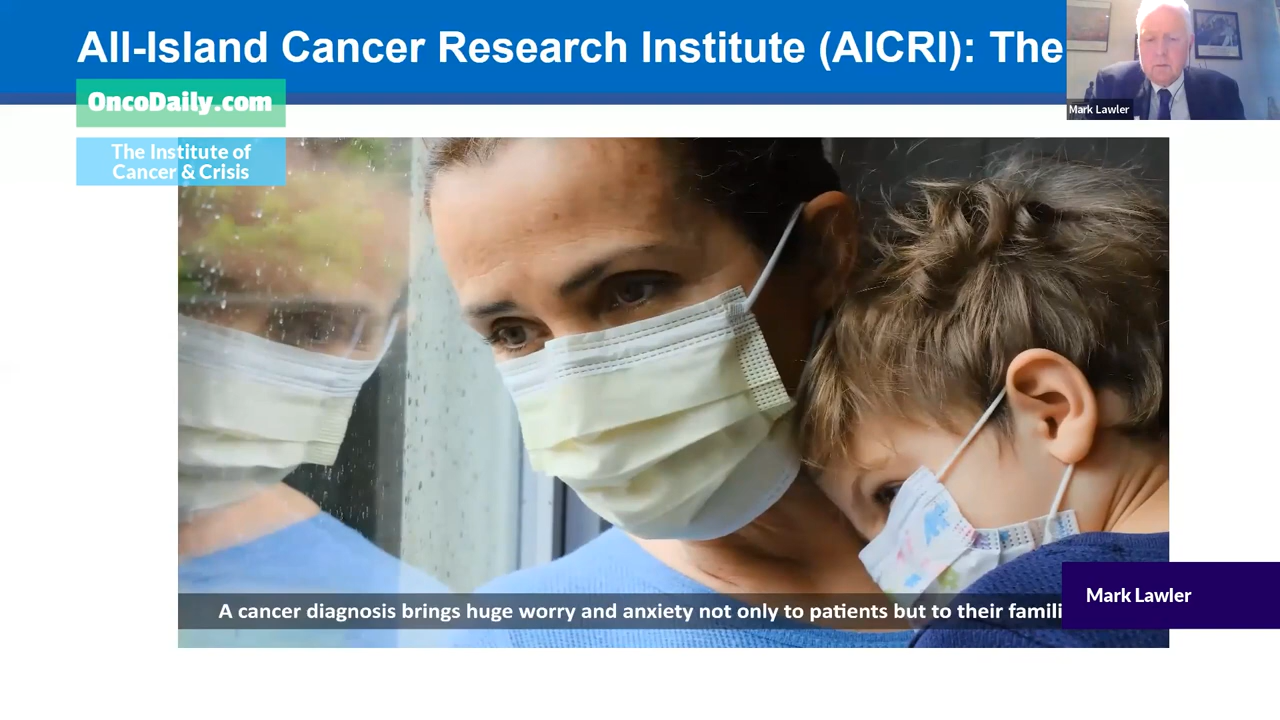 All-Island Cancer Research Institute (AICRI): The
OncoDaily.com
Mark Lawler
The Institute of
Cancer & Crisis
Mark Lawler
A cancer diagnosis brings huge worry and anxiety not only to patients but to their famili